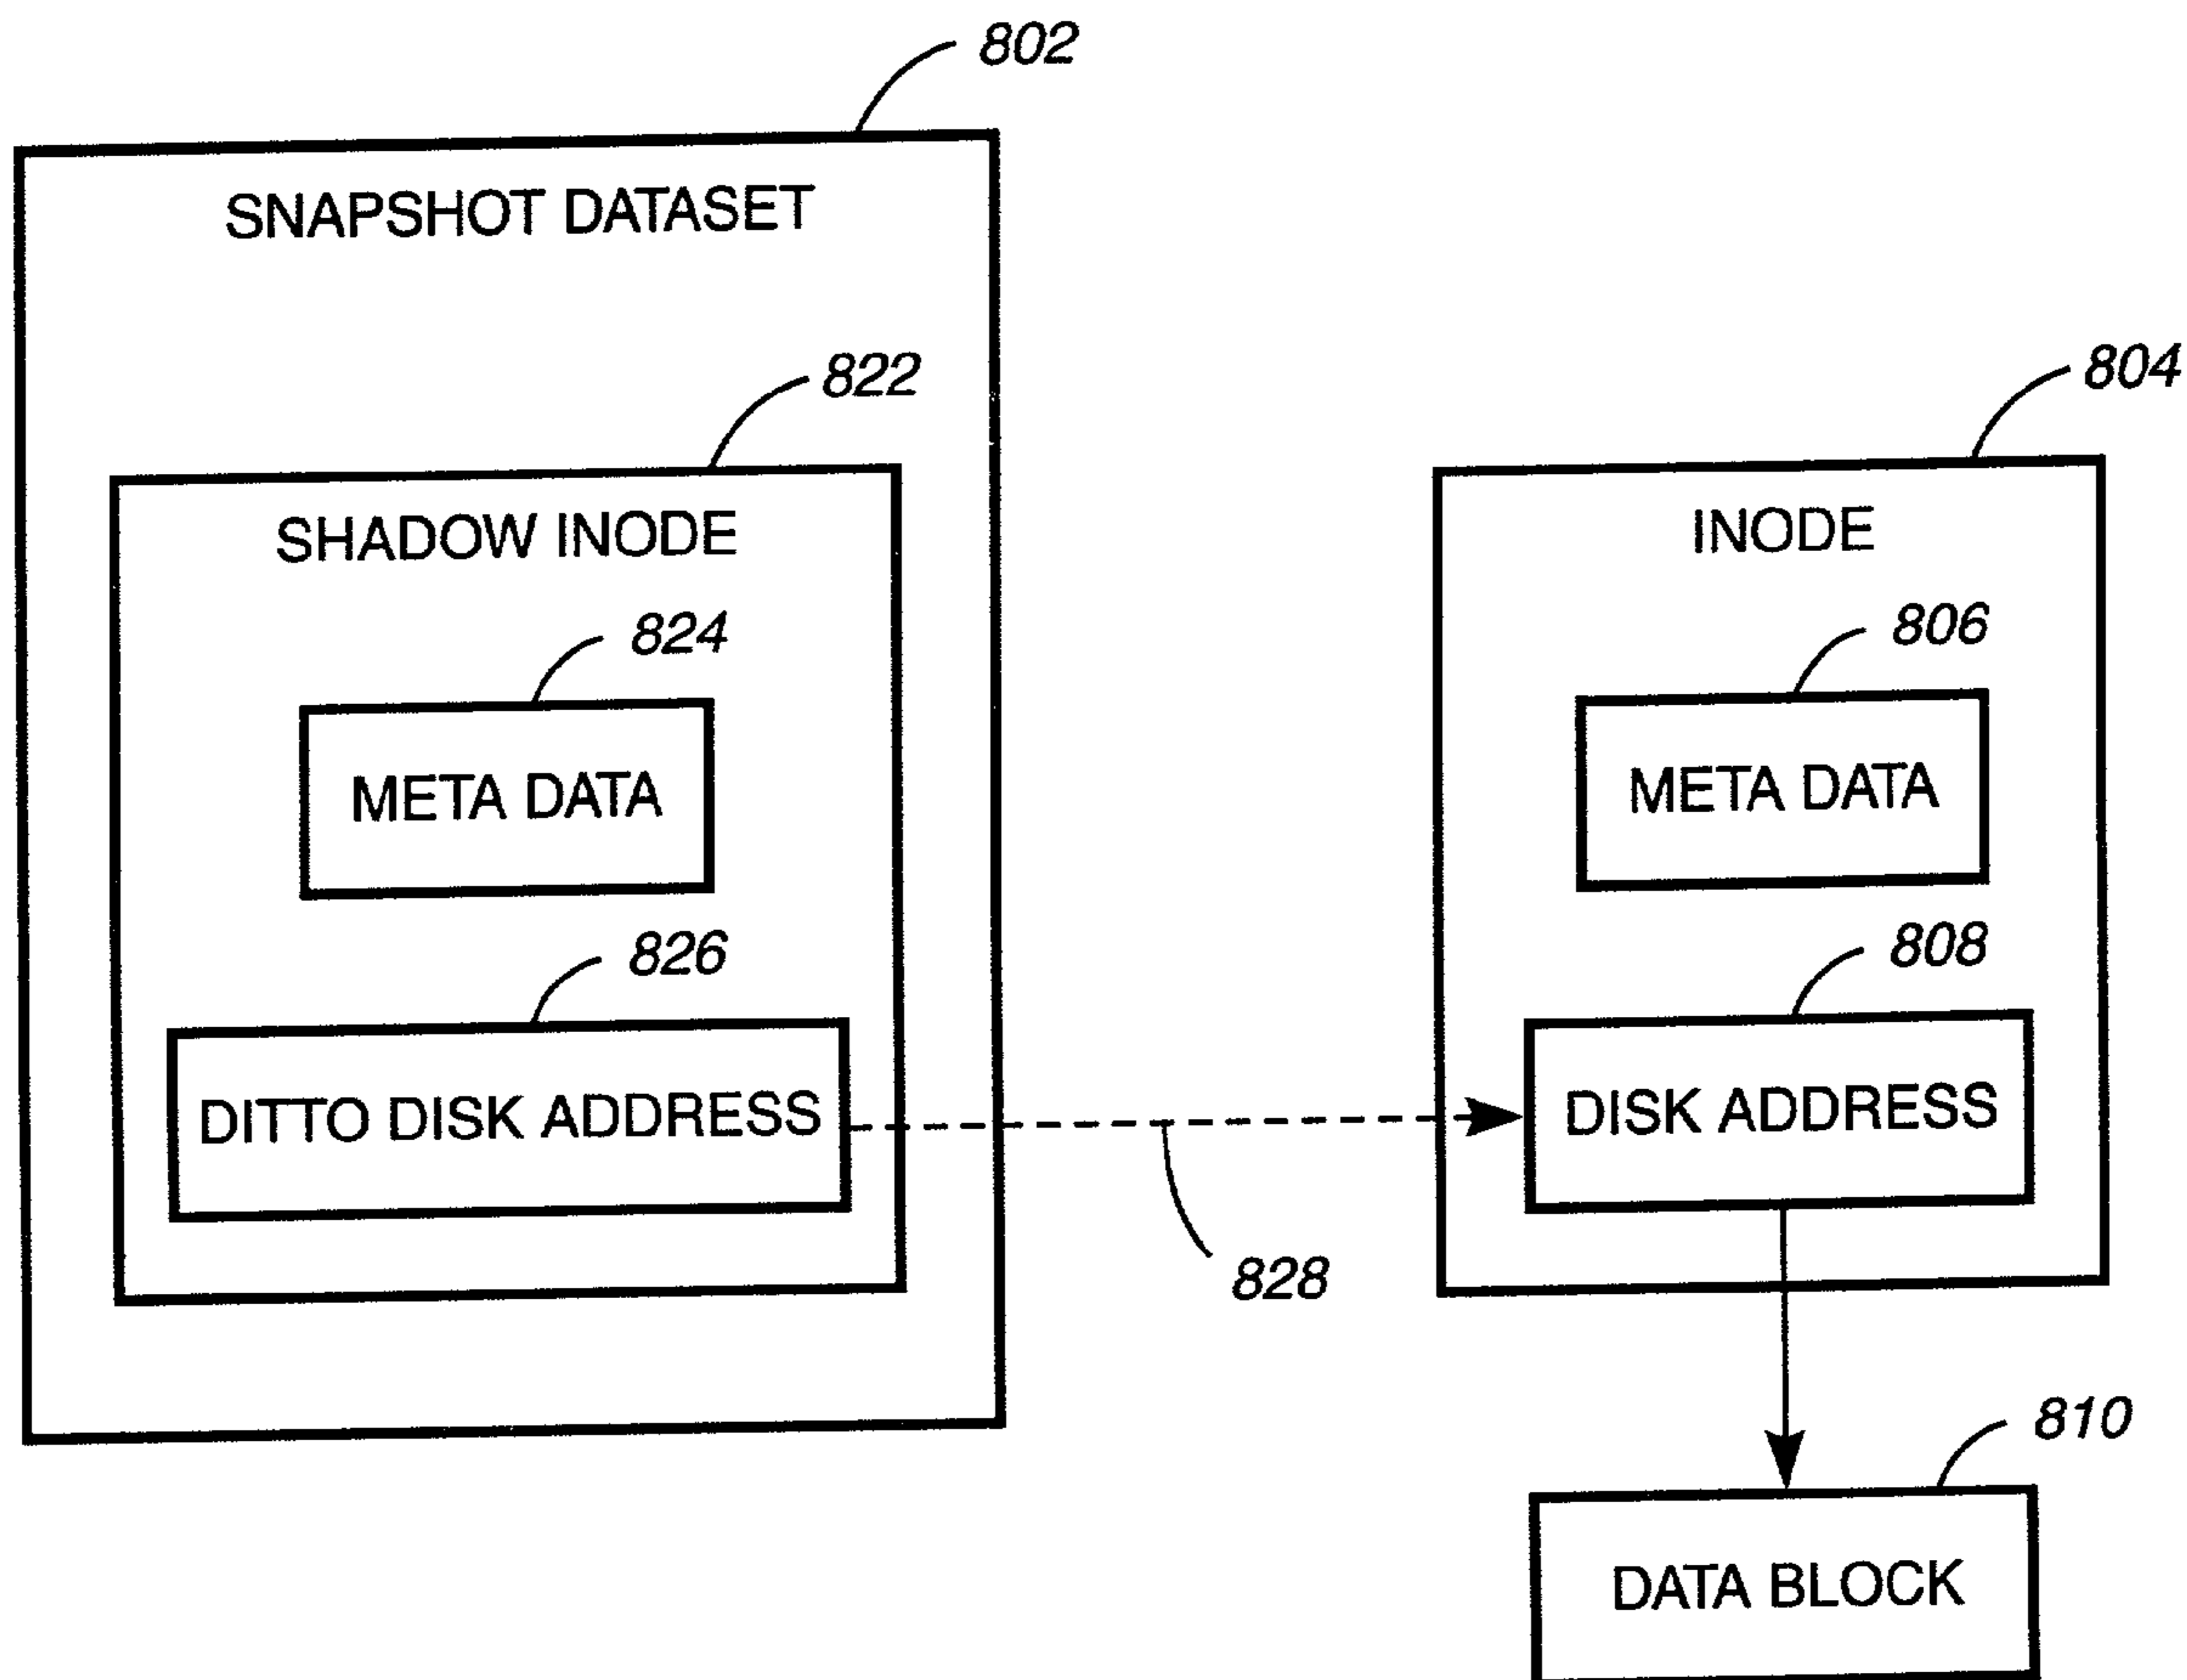 802
SNAPSHOT DATASET
822
804
SHADOW INODE
INODE
824
806
META DATA
META DATA
826
808
DITTO DISK ADDRESS
DISK ADDRESS
828
810
DATA BLOCK